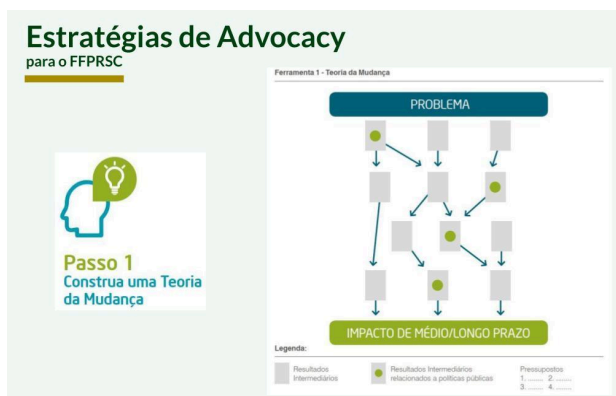 Estratégias de Advocacy
para o FFPRSC
Ferramenta 1 - Teoria da Mudança
PROBLEMA
Passo 1
Construa uma Teoria
da Mudança
IMPACTO DE MÉDIO/LONGO PRAZO
Legenda:
Resultados
Intermediários
Resultados Intermediários
relacionados a políticas públicas
Pressupostos
1. ........ 2. ........
3. ........ 4. ........